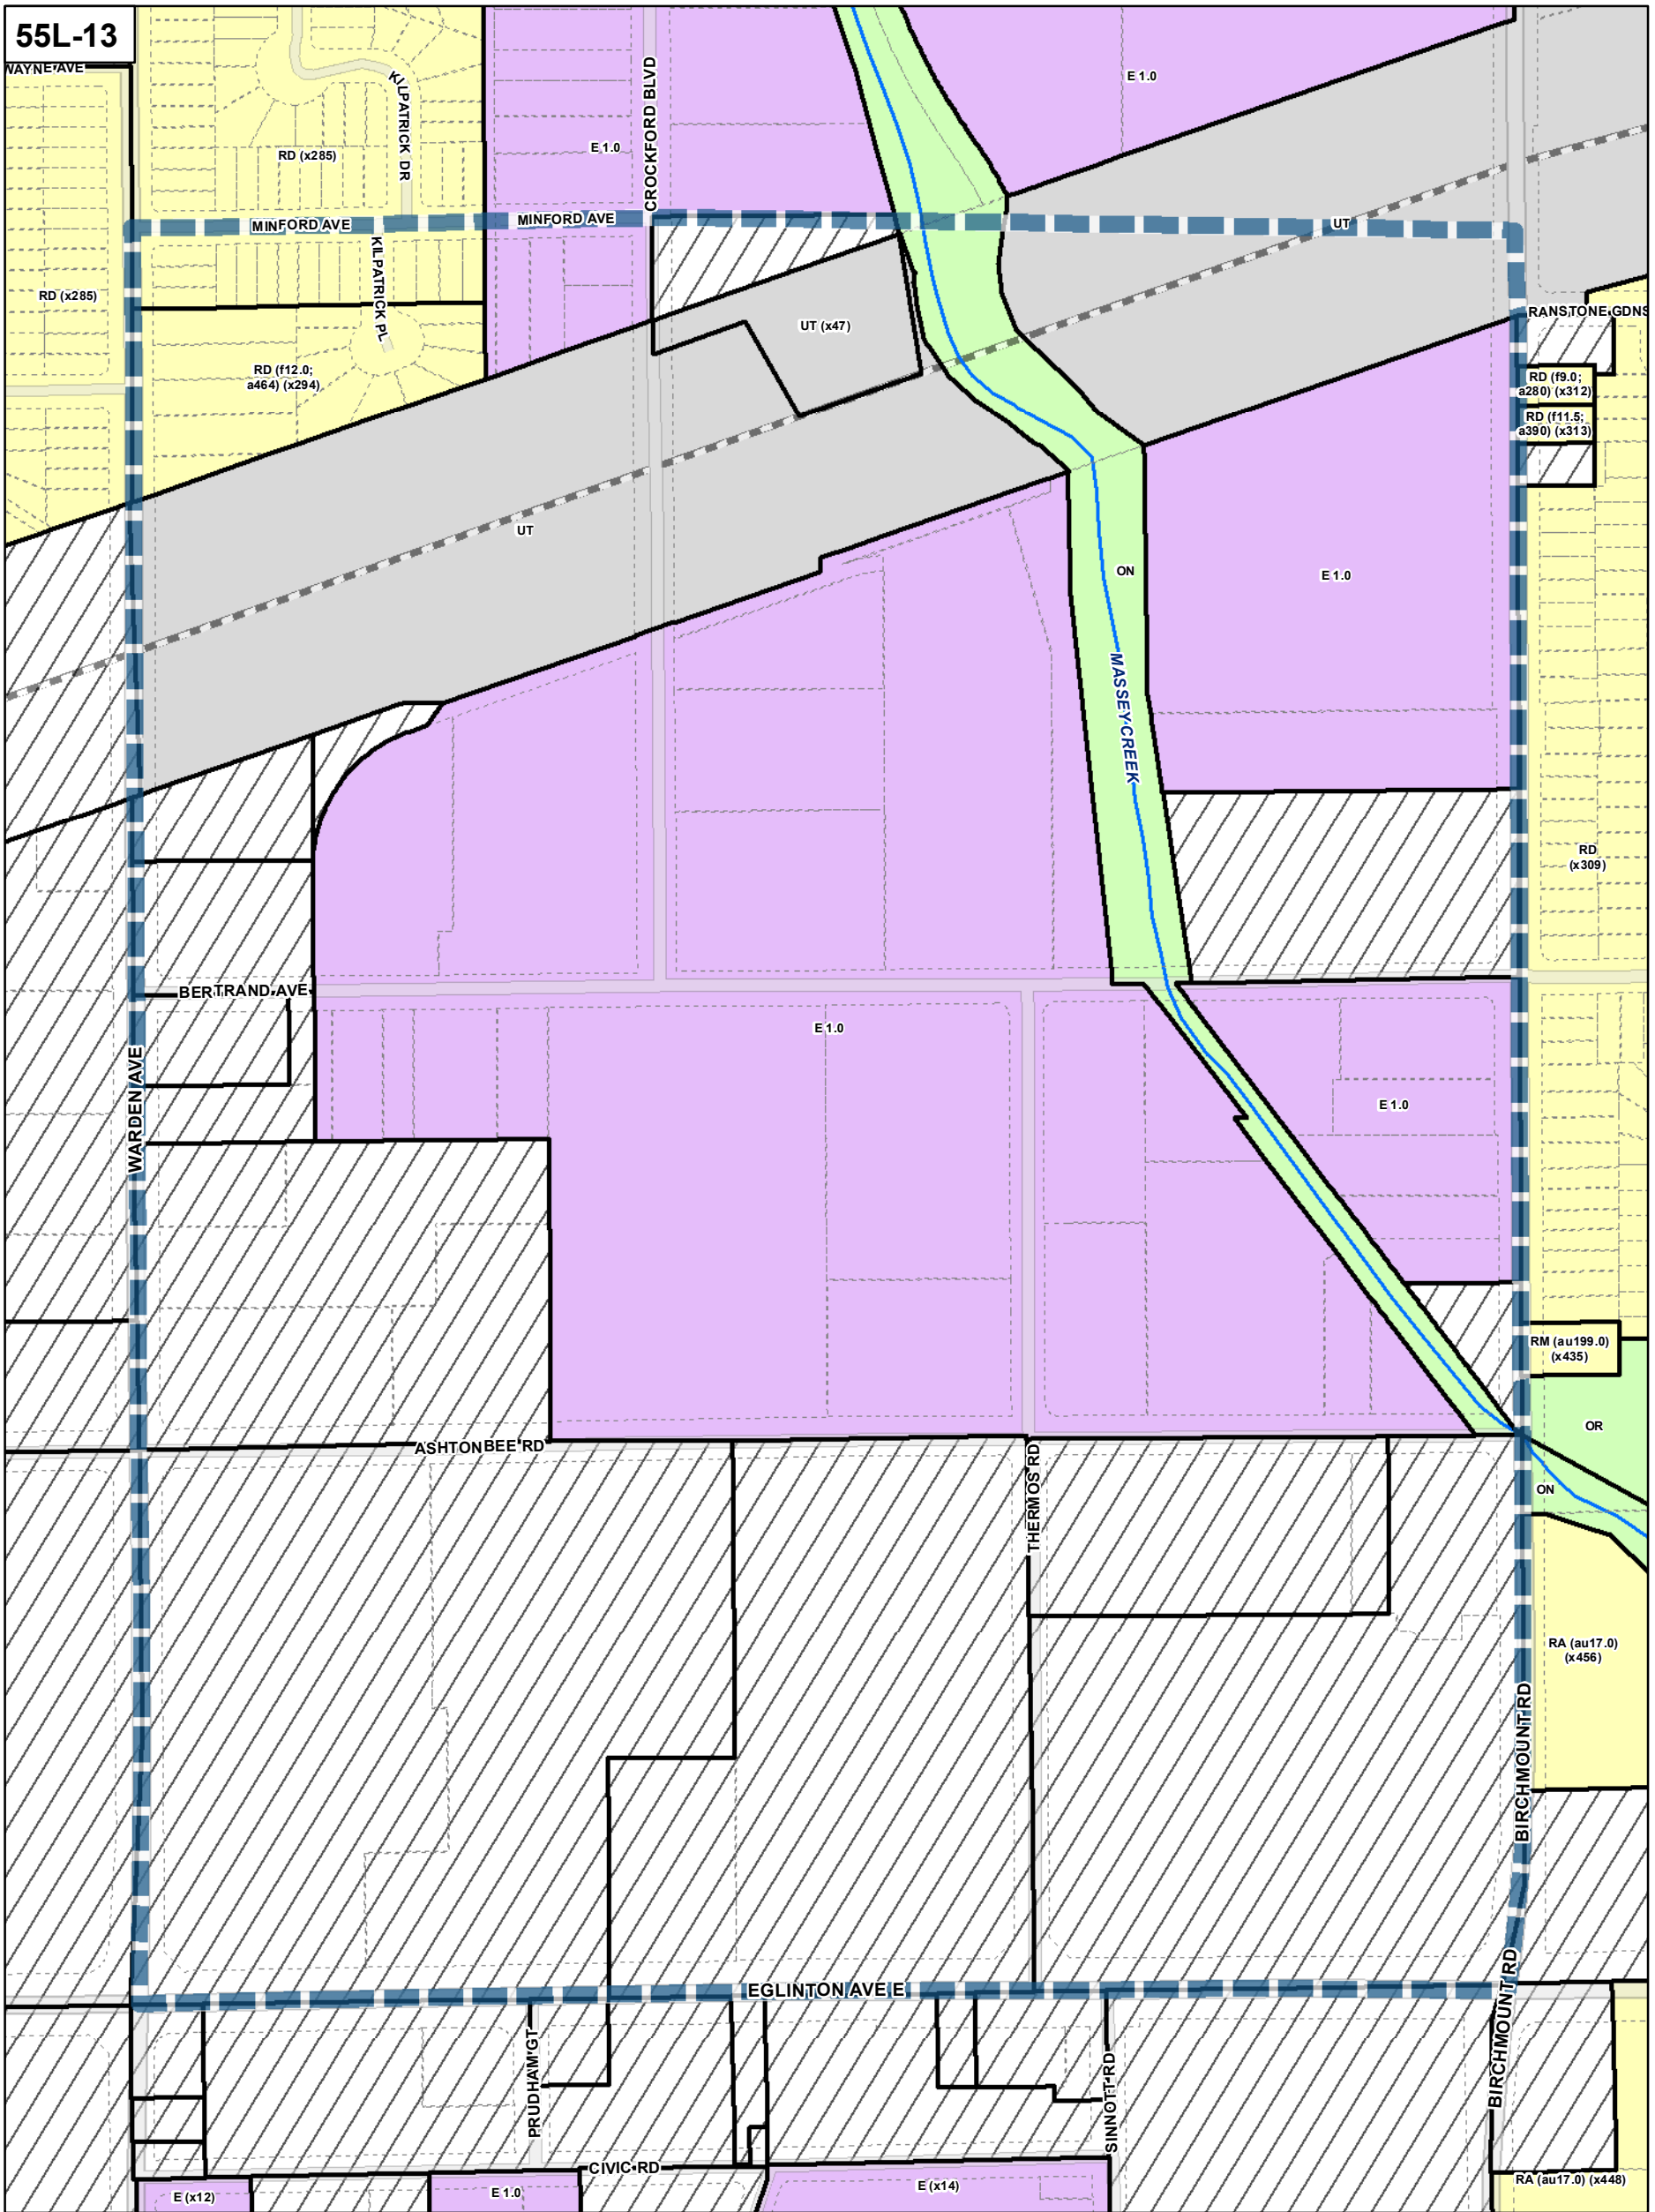 55L-13
WAYNE AVE
KILPATRICK DR
CROCKFORD BLVD
E 1.0
RD (x285)
E 1.0
MINFORD AVE
MINFORD AVE
UT
KILPATRICK PL
RD (x285)
RANSTONE GDNS
UT (x47)
RD (f12.0;
a464) (x294)
RD (f9.0;
a280) (x312)
RD (f11.5;
a390) (x313)
UT
ON
E 1.0
MASSEY CREEK
RD
(x309)
BERTRAND AVE
E 1.0
WARDEN AVE
E 1.0
RM (au199.0)
(x435)
OR
ASHTONBEE RD
THERMOS RD
ON
RA (au17.0)
(x456)
BIRCHMOUNT RD
EGLINTON AVE E
BIRCHMOUNT RD
PRUDHAM GT
SINNOTT RD
CIVIC RD
RA (au17.0) (x448)
E (x12)
E 1.0
E (x14)